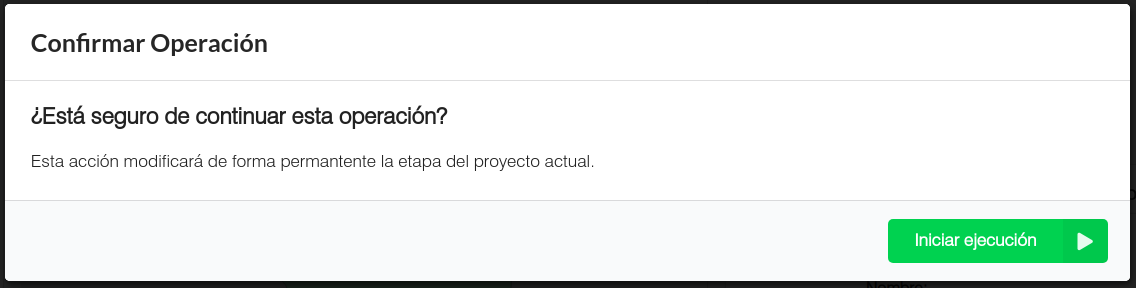 Confirmar Operación
¿Está seguro de continuar esta operación?
Esta acción modificará de forma permantente la etapa del proyecto actual.
Iniciar ejecución